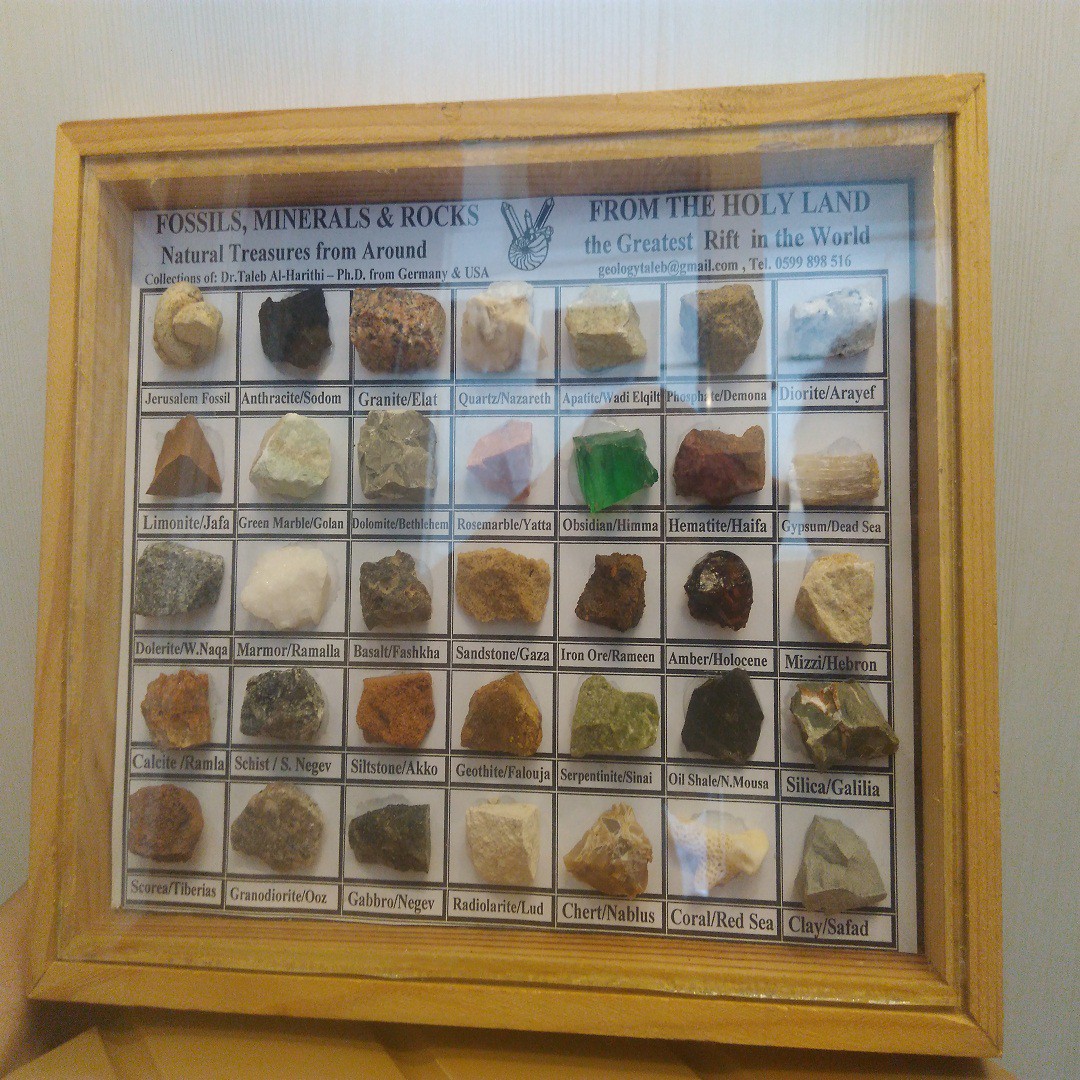 FOSSILS, MINERALS & ROCKS
Natural Treasures from Around
Collections of: Dr.Taleb Al-Harithi – Ph.D. from Germany & USA
FROM THE HOLY LAND
the Greatest Rift in the World
geologytaleb@gmail.com , Tel. 0599 898 516
Jerusalem Fossil
Anthracite/Sodom
Granite/Elat
Quartz/Nazareth
Apatite/Wadi Elqilt
Phosphate/Demona
Diorite/Arayef
Limonite/Jafa
Green Marble/Golan
Dolomite/Bethlehem
Rosemarble/Yatta
Obsidian/Himma
Hematite/Haifa
Gypsum/Dead Sea
Dolerite/W.Naqa
Marmor/Ramalla
Basalt/Fashkha
Sandstone/Gaza
Iron Ore/Rameen
Amber/Holocene
Mizzi/Hebron
Calcite /Ramla
Schist / S. Negev
Siltstone/Akko
Geothite/Falouja
Serpentinite/Sinai
Oil Shale/N.Mousa
Silica/Galilia
Scorea/Tiberias
Granodiorite/Ooz
Gabbro/Negev
Radiolarite/Lud
Chert/Nablus
Coral/Red Sea
Clay/Safad